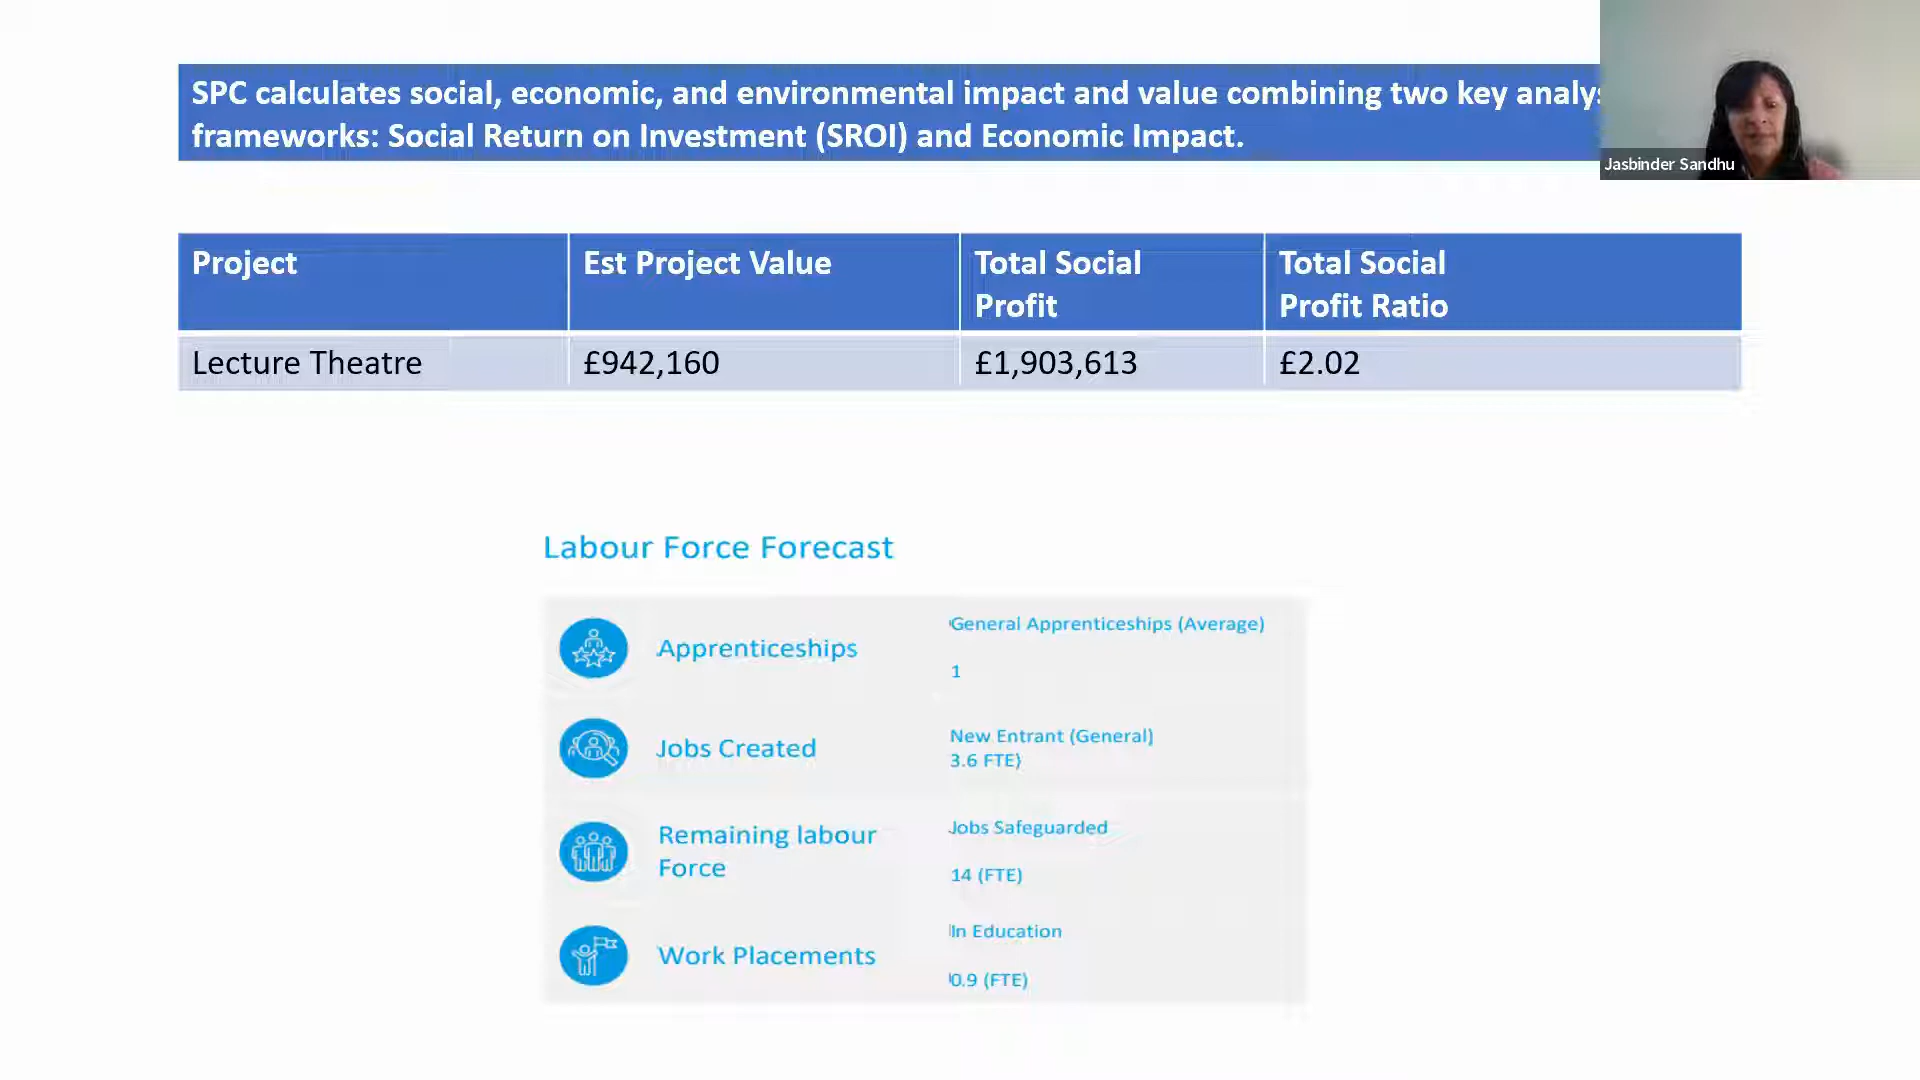 SPC calculates social, economic, and environmental impact and value combining two key analys
frameworks: Social Return on Investment (SROI) and Economic Impact.
Jasbinder Sandhu
Project
Est Project Value
Total Social
Profit
Total Social
Profit Ratio
Lecture Theatre
£942,160
£1,903,613
£2.02
Labour Force Forecast
Apprenticeships
General Apprenticeships (Average)
1
Jobs Created
New Entrant (General)
3.6 FTE)
Remaining labour
Force
Jobs Safeguarded
14 (FTE)
Work Placements
In Education
0.9 (FTE)